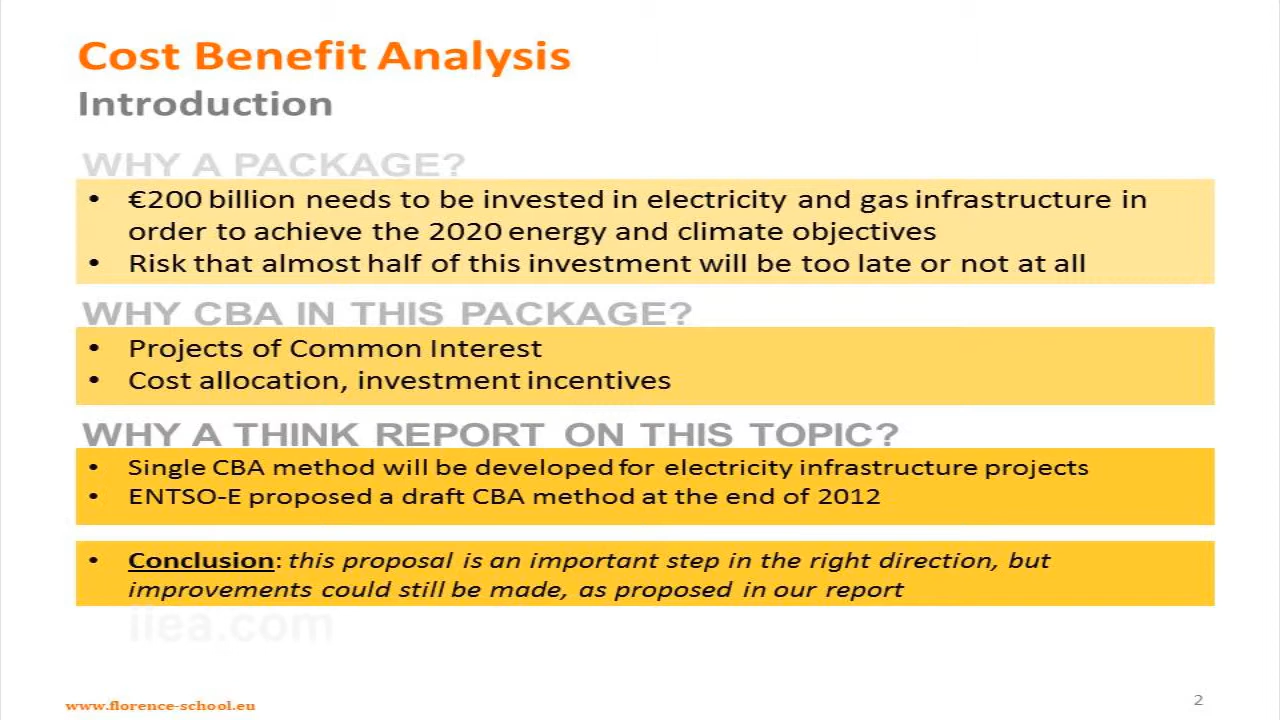 Cost Benefit Analysis
Introduction
WHY A PACKAGE?
• €200 billion needs to be invested in electricity and gas infrastructure in
order to achieve the 2020 energy and climate objectives
• Risk that almost half of this investment will be too late or not at all
WHY CBA IN THIS PACKAGE?
• Projects of Common Interest
• Cost allocation, investment incentives
WHY A THINK REPORT ON THIS TOPIC?
• Single CBA method will be developed for electricity infrastructure projects
• ENTSO-E proposed a draft CBA method at the end of 2012
• Conclusion: this proposal is an important step in the right direction, but
improvements could still be made, as proposed in our report
www.florence-school.eu
2